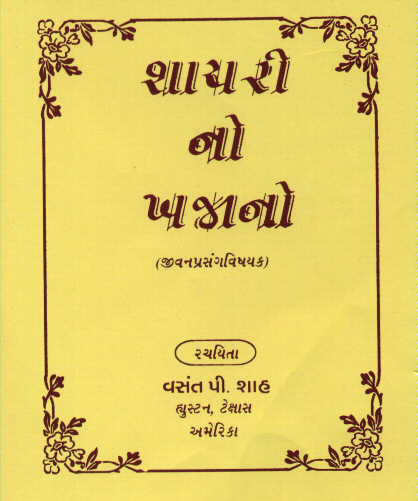 શાયરી
નો
ખજાનો
(જીવનપ્રસંગવિષયક)
રચયિતા
વસંત પી. શાહ
હ્યુસ્ટન, ટેક્ષાસ
અમેરિકા